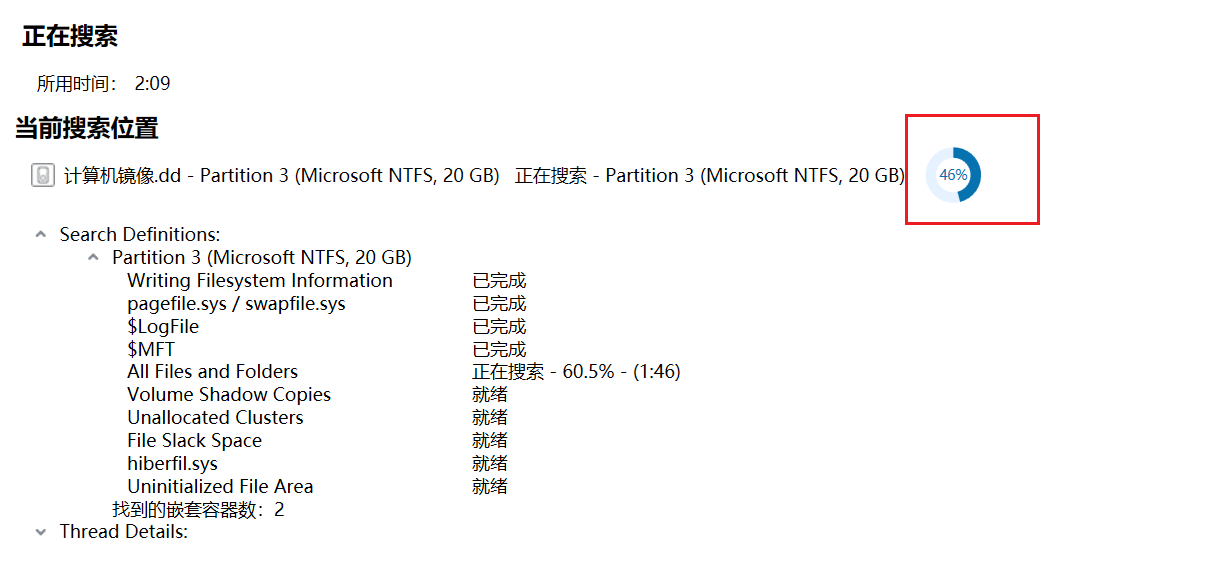 正在搜索
所用时间: 2:09
当前搜索位置
计算机镜像.dd - Partition 3 (Microsoft NTFS, 20 GB) 正在搜索 - Partition 3 (Microsoft NTFS, 20 GB) 46%
Search Definitions:
Partition 3 (Microsoft NTFS, 20 GB)
Writing Filesystem Information 已完成
pagefile.sys / swapfile.sys 已完成
$LogFile 已完成
$MFT 已完成
All Files and Folders 正在搜索 - 60.5% - (1:46)
Volume Shadow Copies 就绪
Unallocated Clusters 就绪
File Slack Space 就绪
hiberfil.sys 就绪
Uninitialized File Area 就绪
找到的嵌套容器数: 2
Thread Details: